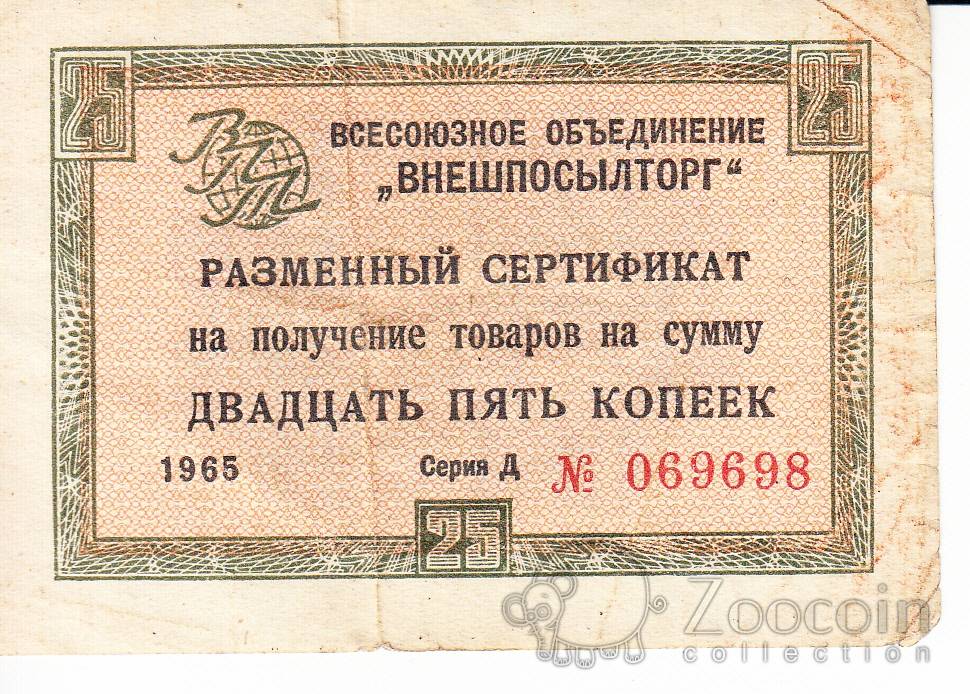 25 25
ВПТ
ВСЕСОЮЗНОЕ ОБЪЕДИНЕНИЕ
„ВНЕШПОСЫЛТОРГ“
РАЗМЕННЫЙ СЕРТИФИКАТ
на получение товаров на сумму
ДВАДЦАТЬ ПЯТЬ КОПЕЕК
1965 Серия Д № 069698
25
Zoocoin
collection